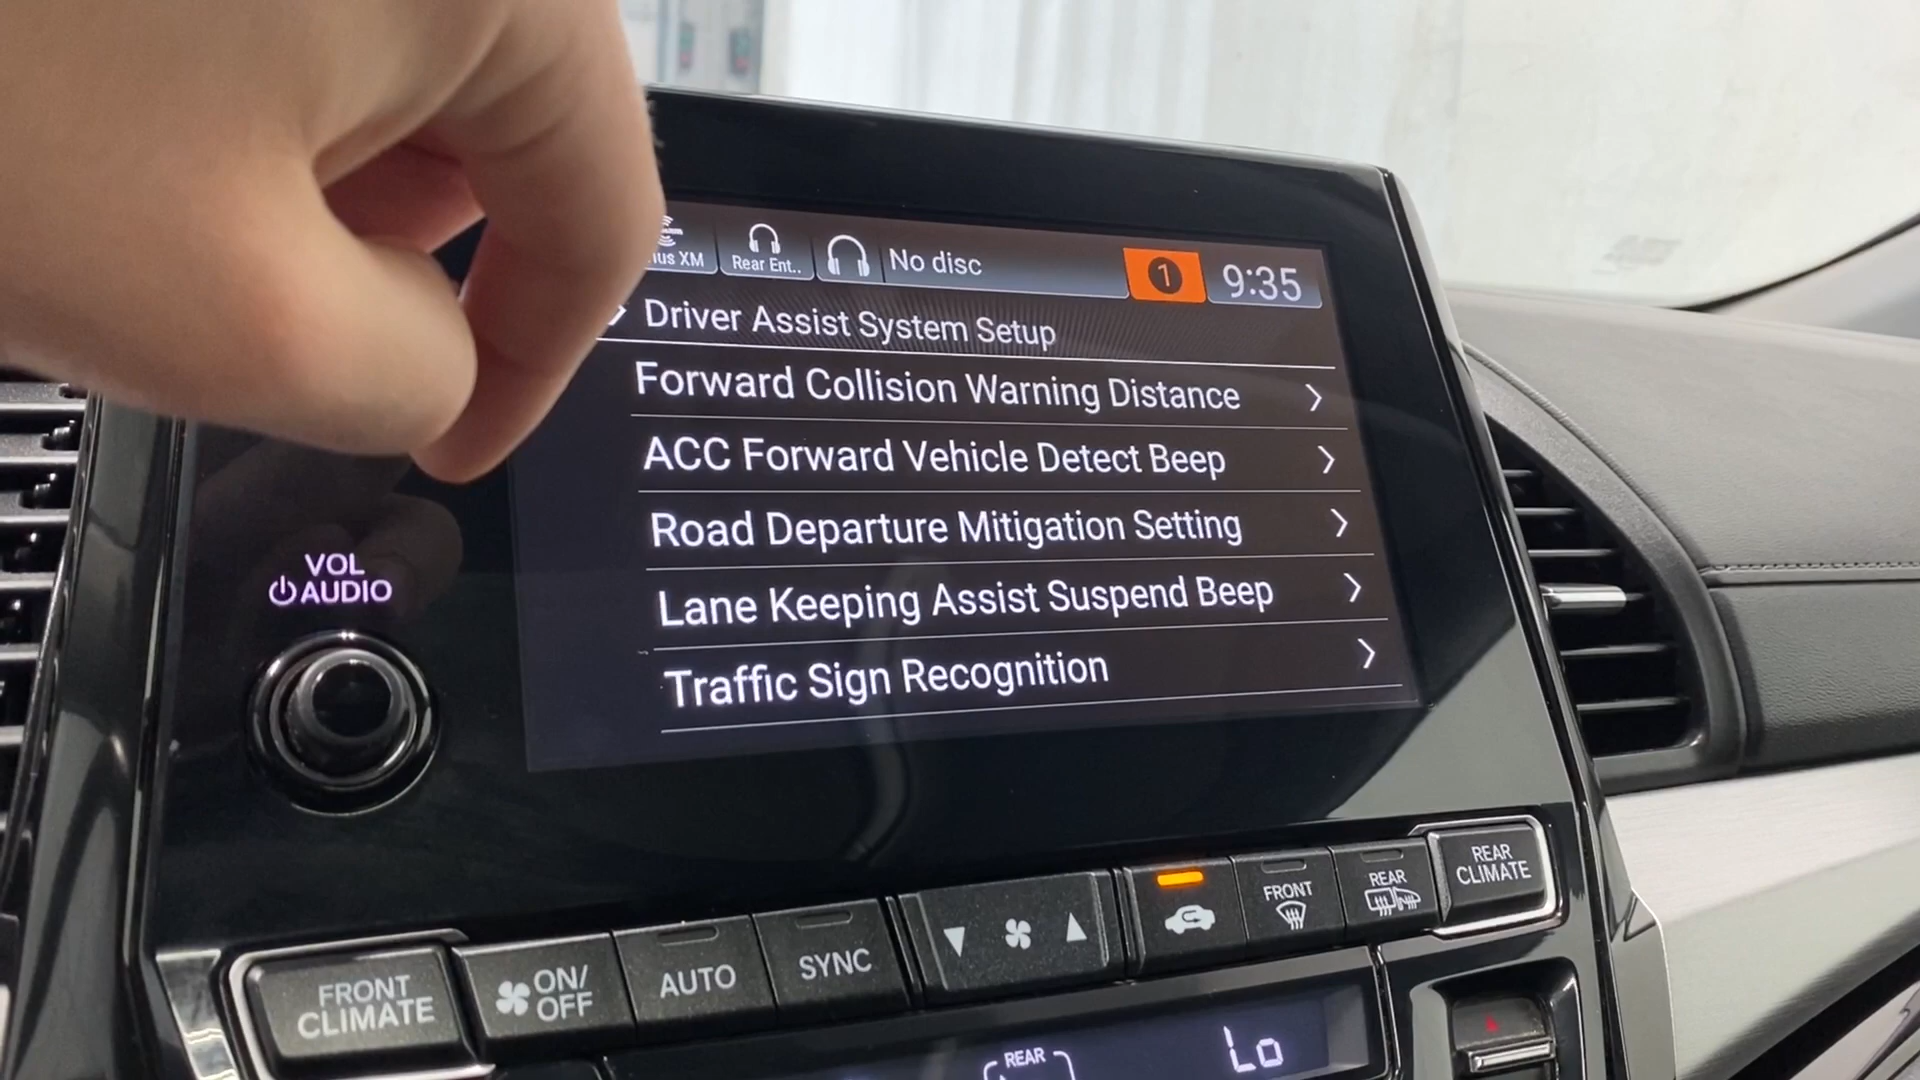 XM
Rear Ent..
No disc
1
9:35
Driver Assist System Setup
Forward Collision Warning Distance
ACC Forward Vehicle Detect Beep
Road Departure Mitigation Setting
Lane Keeping Assist Suspend Beep
Traffic Sign Recognition
VOL
AUDIO
FRONT
CLIMATE
ON/
OFF
AUTO
SYNC
FRONT
REAR
REAR
CLIMATE
REAR
Lo